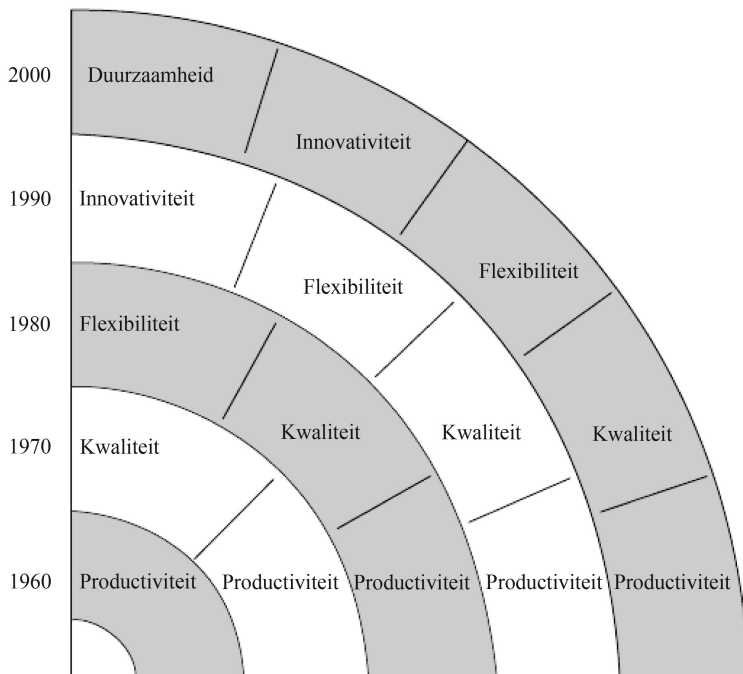 2000
Duurzaamheid
Innovativiteit
1990
Innovativiteit
Flexibiliteit
Flexibiliteit
1980
Flexibiliteit
Kwaliteit
Kwaliteit
Kwaliteit
1970
Kwaliteit
1960
Productiviteit
Productiviteit
Productiviteit
Productiviteit
Productiviteit